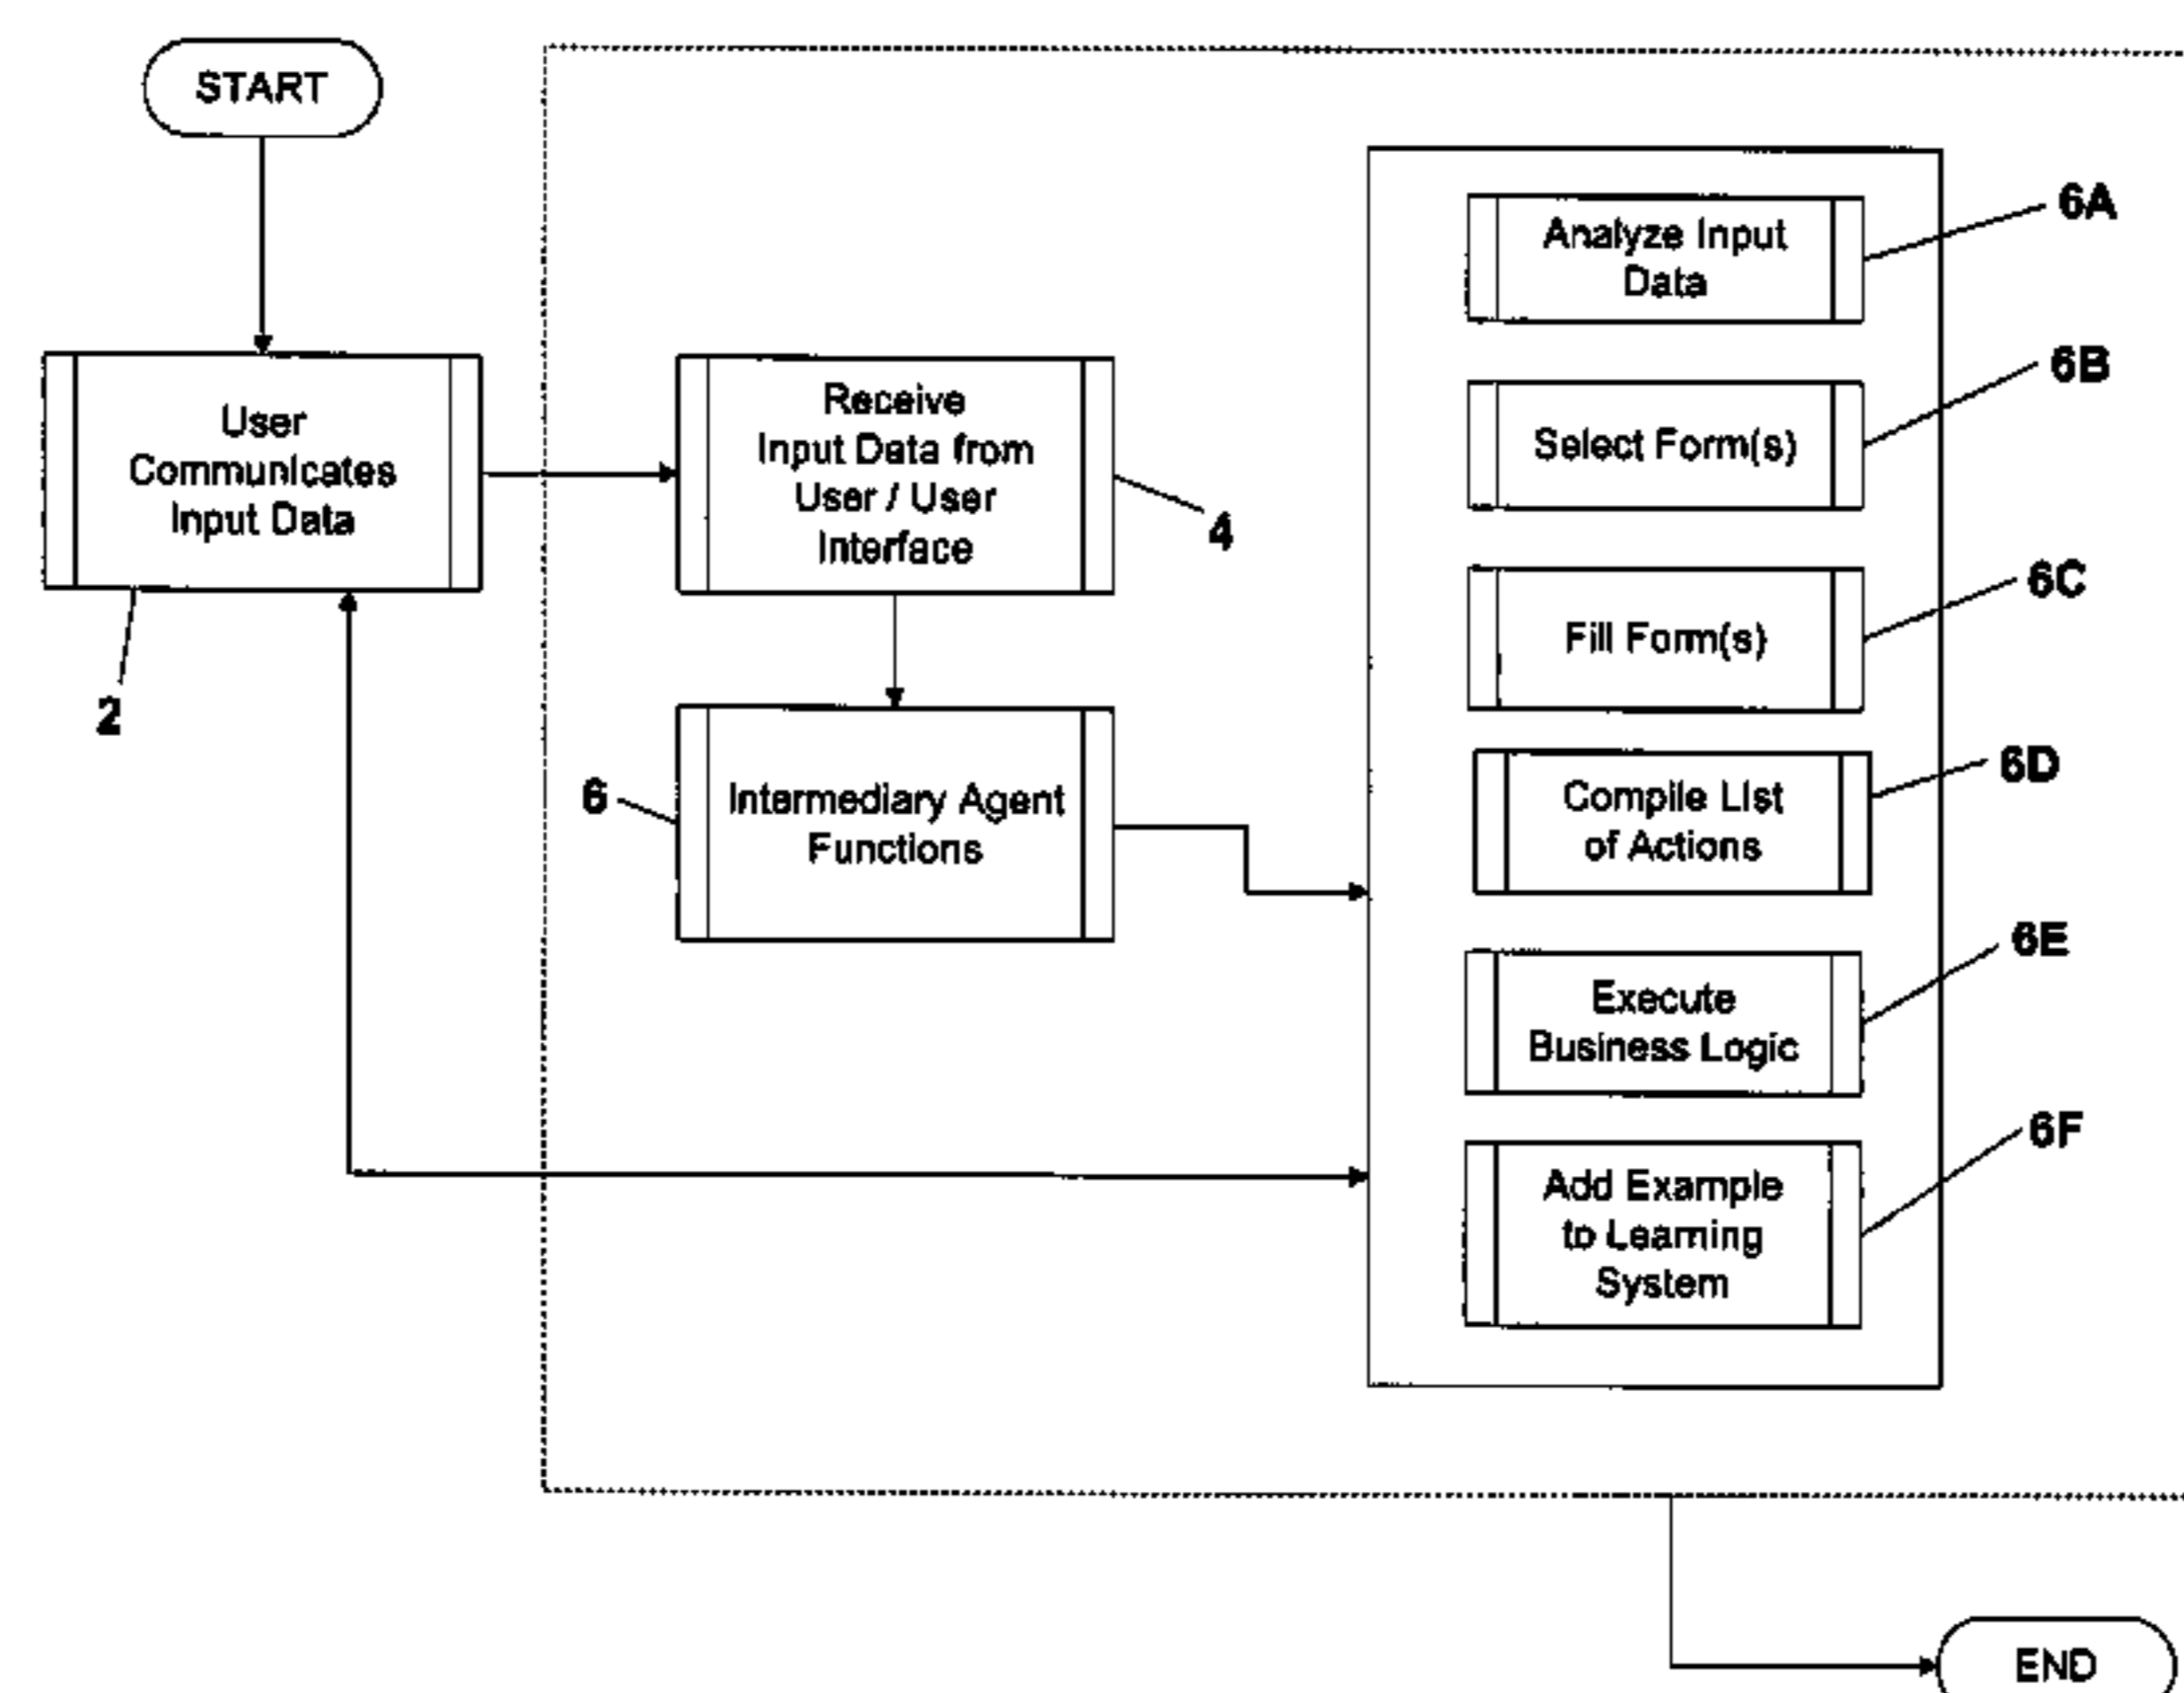 START
User
Communicates
Input Data
2
Receive
Input Data from
User / User
Interface
4
6
Intermediary Agent
Functions
Analyze Input
Data
6A
Select Form(s)
6B
Fill Form(s)
6C
Compile List
of Actions
6D
Execute
Business Logic
6E
Add Example
to Learning
System
6F
END